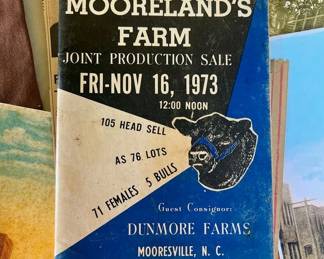 MOORELAND'S
FARM
JOINT PRODUCTION SALE
FRI-NOV 16, 1973
12:00 NOON
105 HEAD SELL
AS 76 LOTS
71 FEMALES 5 BULLS
Guest Consignor:
DUNMORE FARMS
MOORESVILLE, N. C.